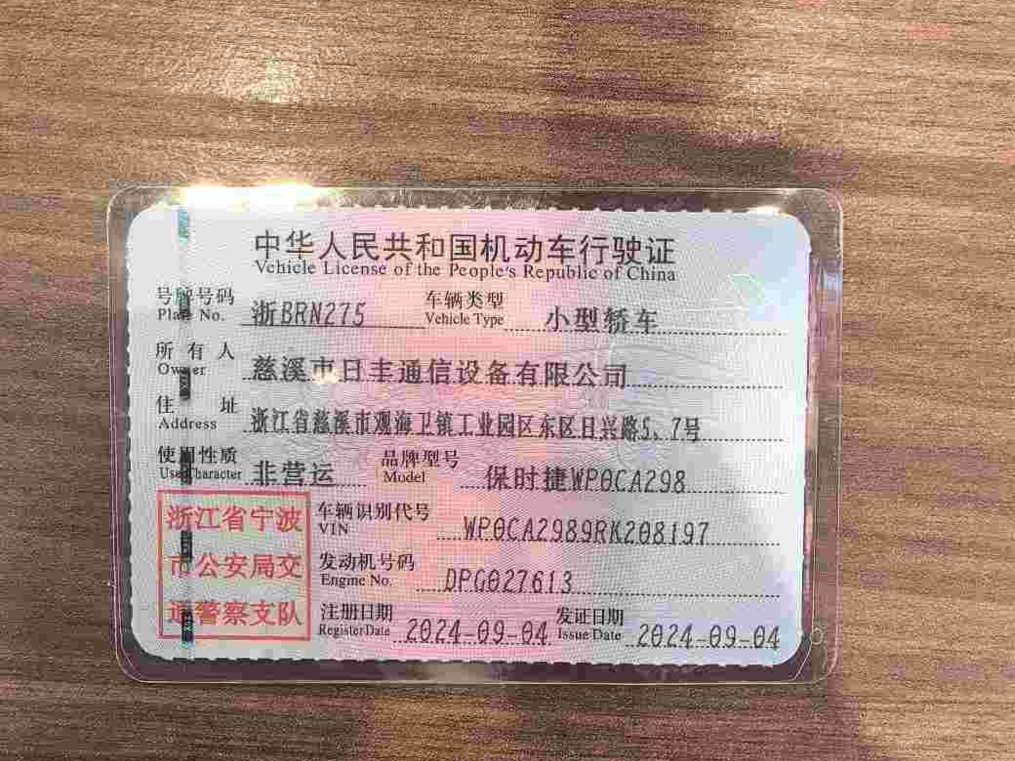 中华人民共和国机动车行驶证
Vehicle License of the People's Republic of China
号牌号码 浙BRN275 车辆类型 小型轿车
Plate No. Vehicle Type
所有人 慈溪市日丰通信设备有限公司
Owner
住址 浙江省慈溪市观海卫镇工业园区东区日兴路5、7号
Address
使用性质 非营运 品牌型号 保时捷WP0CA298
Use Character Model
浙江省宁波
市公安局交
通警察支队
车辆识别代号 WP0CA2989RK208197
VIN
发动机号码 DPG027613
Engine No.
注册日期 2024-09-04 发证日期 2024-09-04
Register Date Issue Date